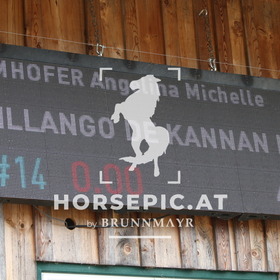 MHOFER Angelina Michelle
ILLANGO DE KANNAN
#14 0.00
HORSEPIC.AT
by BRUNNMAYR